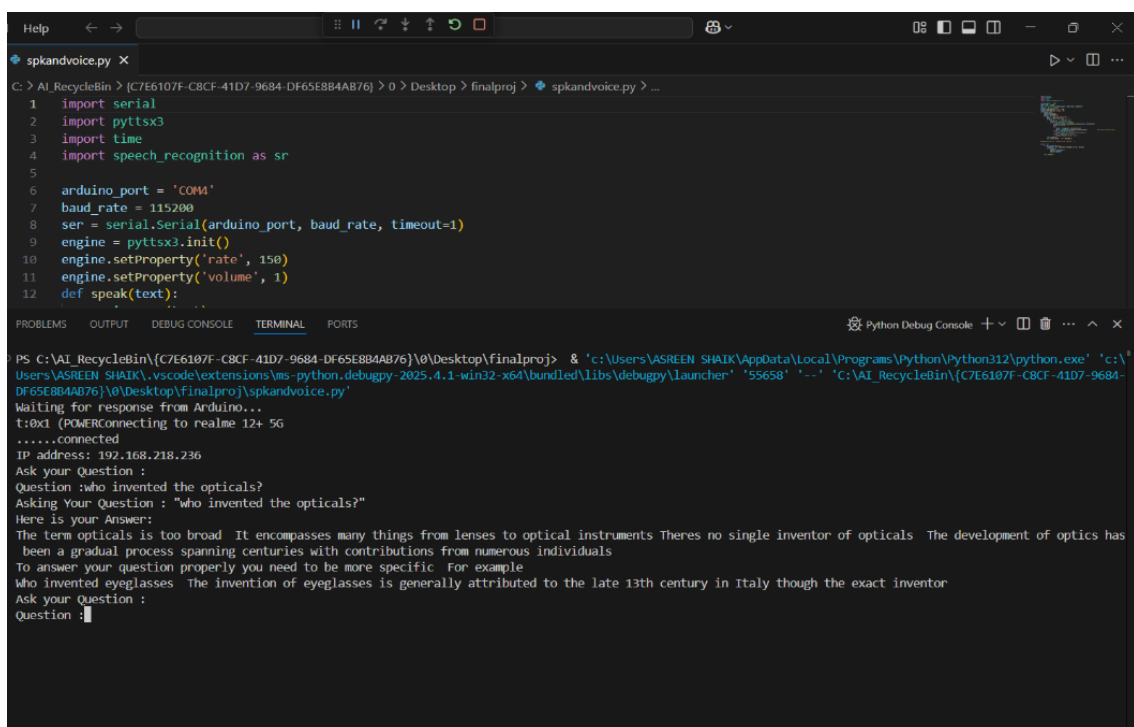 Help
spkandvoice.py
C: > AI_RecycleBin > {C7E6107F-C8CF-41D7-9684-DF65E8B4AB76} > 0 > Desktop > finalproj > spkandvoice.py > ...
1 import serial
2 import pyttsx3
3 import time
4 import speech_recognition as sr
5
6 arduino_port = 'COM4'
7 baud_rate = 115200
8 ser = serial.Serial(arduino_port, baud_rate, timeout=1)
9 engine = pyttsx3.init()
10 engine.setProperty('rate', 150)
11 engine.setProperty('volume', 1)
12 def speak(text):
PROBLEMS OUTPUT DEBUG CONSOLE TERMINAL PORTS Python Debug Console
PS C:\AI_RecycleBin\{C7E6107F-C8CF-41D7-9684-DF65E8B4AB76}\0\Desktop\finalproj> & 'c:\Users\ASREEN SHAIK\AppData\Local\Programs\Python\Python312\python.exe' 'c:\
Users\ASREEN SHAIK\.vscode\extensions\ms-python.debugpy-2025.4.1-win32-x64\bundled\libs\debugpy\launcher' '55658' '--' 'C:\AI_RecycleBin\{C7E6107F-C8CF-41D7-9684-
DF65E8B4AB76}\0\Desktop\finalproj\spkandvoice.py'
Waiting for response from Arduino...
t:0x1 (POWERConnecting to realme 12+ 5G
......connected
IP address: 192.168.218.236
Ask your Question :
Question :who invented the opticals?
Asking Your Question : "who invented the opticals?"
Here is your Answer:
The term opticals is too broad  It encompasses many things from lenses to optical instruments Theres no single inventor of opticals  The development of optics has
been a gradual process spanning centuries with contributions from numerous individuals
To answer your question properly you need to be more specific  For example
Who invented eyeglasses  The invention of eyeglasses is generally attributed to the late 13th century in Italy though the exact inventor
Ask your Question :
Question :